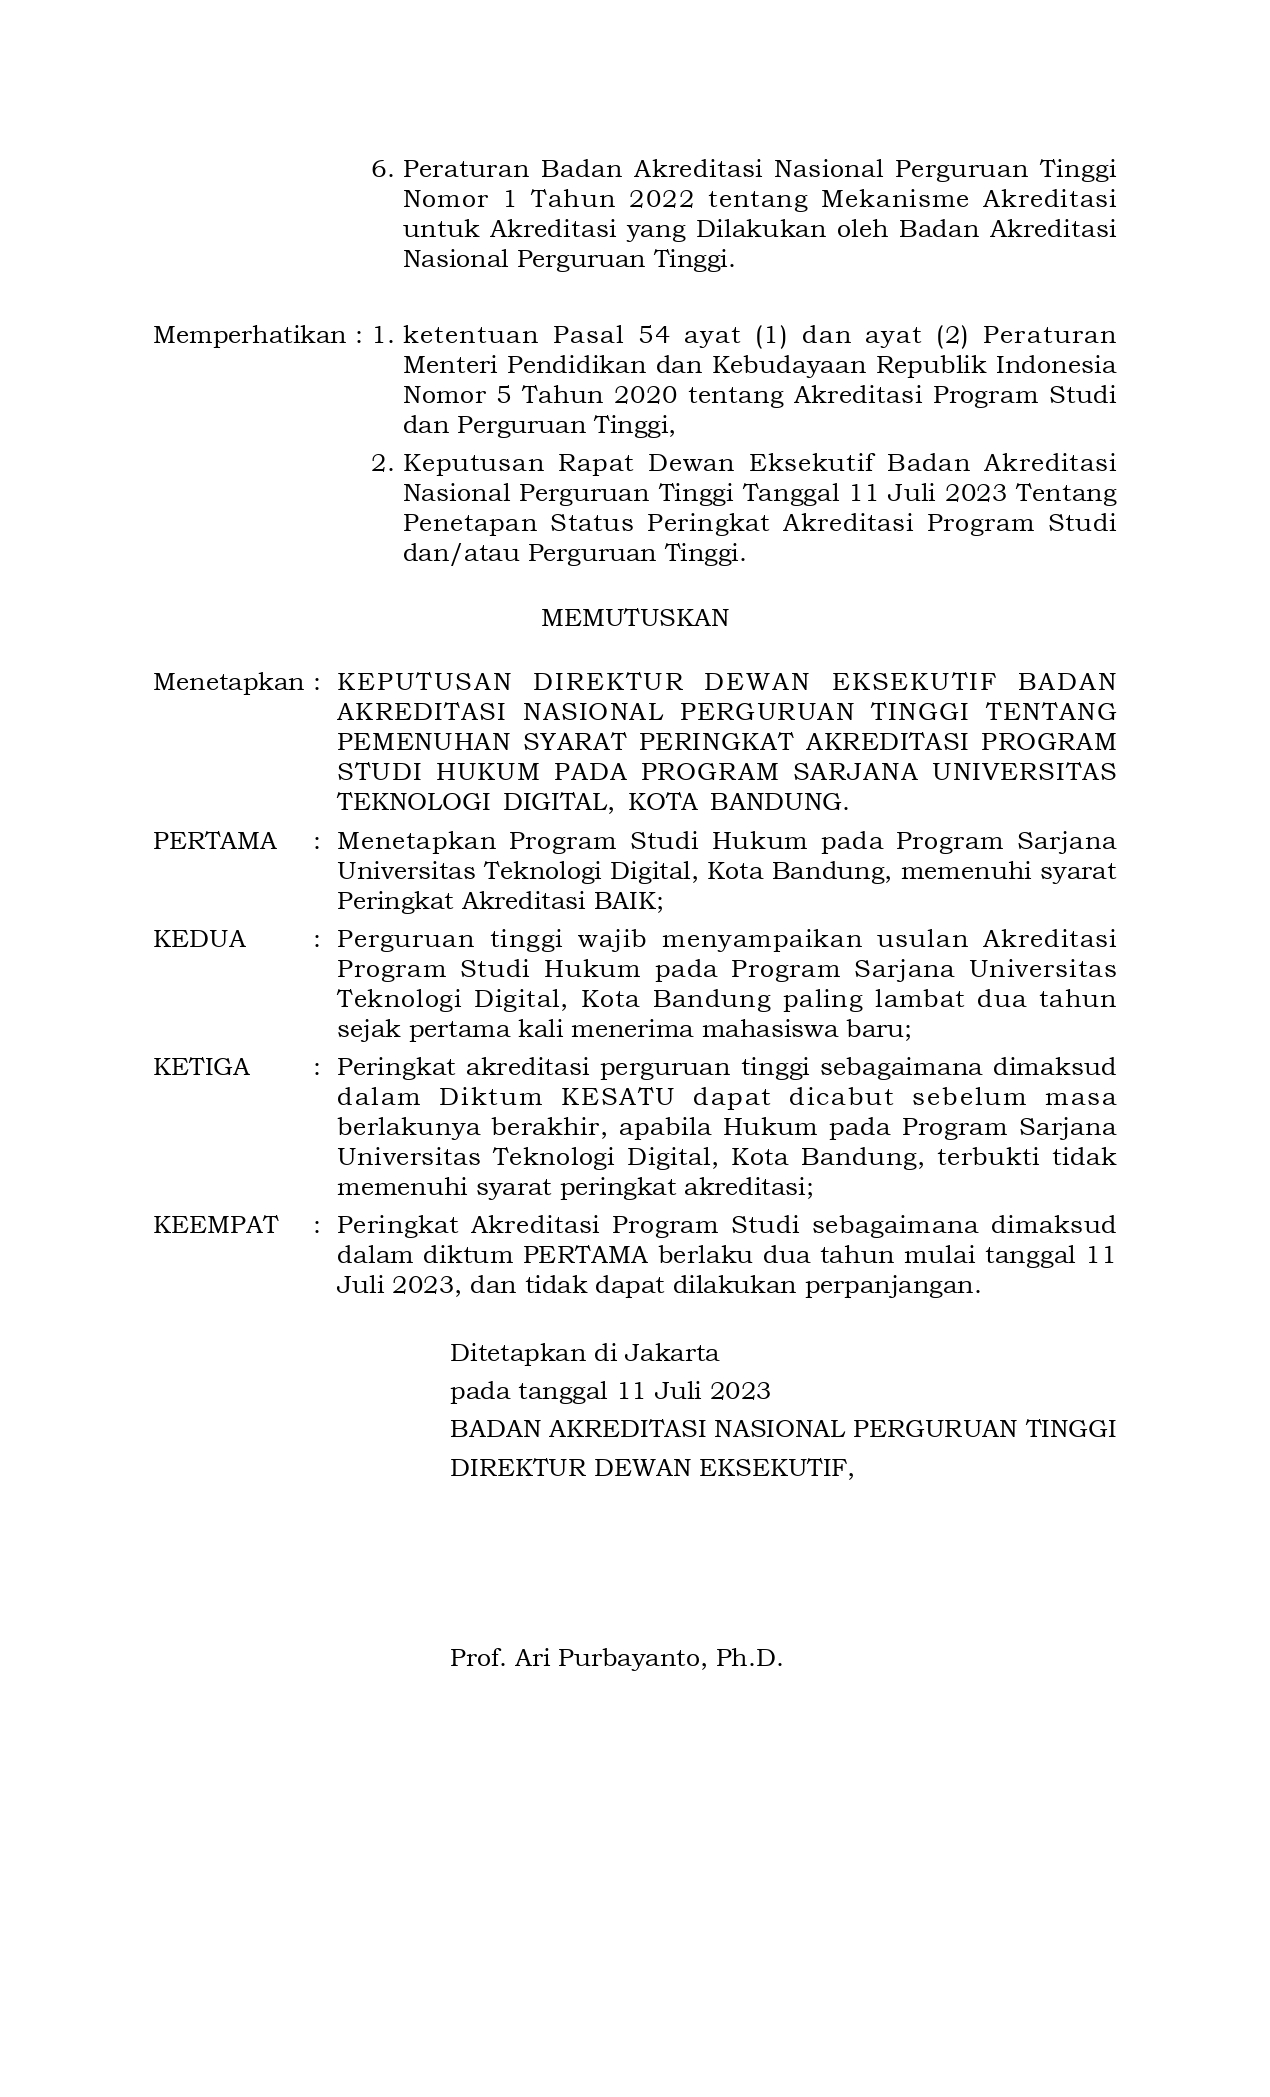 6. Peraturan Badan Akreditasi Nasional Perguruan Tinggi
Nomor 1 Tahun 2022 tentang Mekanisme Akreditasi
untuk Akreditasi yang Dilakukan oleh Badan Akreditasi
Nasional Perguruan Tinggi.
Memperhatikan : 1. ketentuan Pasal 54 ayat (1) dan ayat (2) Peraturan
Menteri Pendidikan dan Kebudayaan Republik Indonesia
Nomor 5 Tahun 2020 tentang Akreditasi Program Studi
dan Perguruan Tinggi,
2. Keputusan Rapat Dewan Eksekutif Badan Akreditasi
Nasional Perguruan Tinggi Tanggal 11 Juli 2023 Tentang
Penetapan Status Peringkat Akreditasi Program Studi
dan/atau Perguruan Tinggi.
MEMUTUSKAN
Menetapkan : KEPUTUSAN DIREKTUR DEWAN EKSEKUTIF BADAN
AKREDITASI NASIONAL PERGURUAN TINGGI TENTANG
PEMENUHAN SYARAT PERINGKAT AKREDITASI PROGRAM
STUDI HUKUM PADA PROGRAM SARJANA UNIVERSITAS
TEKNOLOGI DIGITAL, KOTA BANDUNG.
PERTAMA : Menetapkan Program Studi Hukum pada Program Sarjana
Universitas Teknologi Digital, Kota Bandung, memenuhi syarat
Peringkat Akreditasi BAIK;
KEDUA : Perguruan tinggi wajib menyampaikan usulan Akreditasi
Program Studi Hukum pada Program Sarjana Universitas
Teknologi Digital, Kota Bandung paling lambat dua tahun
sejak pertama kali menerima mahasiswa baru;
KETIGA : Peringkat akreditasi perguruan tinggi sebagaimana dimaksud
dalam Diktum KESATU dapat dicabut sebelum masa
berlakunya berakhir, apabila Hukum pada Program Sarjana
Universitas Teknologi Digital, Kota Bandung, terbukti tidak
memenuhi syarat peringkat akreditasi;
KEEMPAT : Peringkat Akreditasi Program Studi sebagaimana dimaksud
dalam diktum PERTAMA berlaku dua tahun mulai tanggal 11
Juli 2023, dan tidak dapat dilakukan perpanjangan.
Ditetapkan di Jakarta
pada tanggal 11 Juli 2023
BADAN AKREDITASI NASIONAL PERGURUAN TINGGI
DIREKTUR DEWAN EKSEKUTIF,
Prof. Ari Purbayanto, Ph.D.